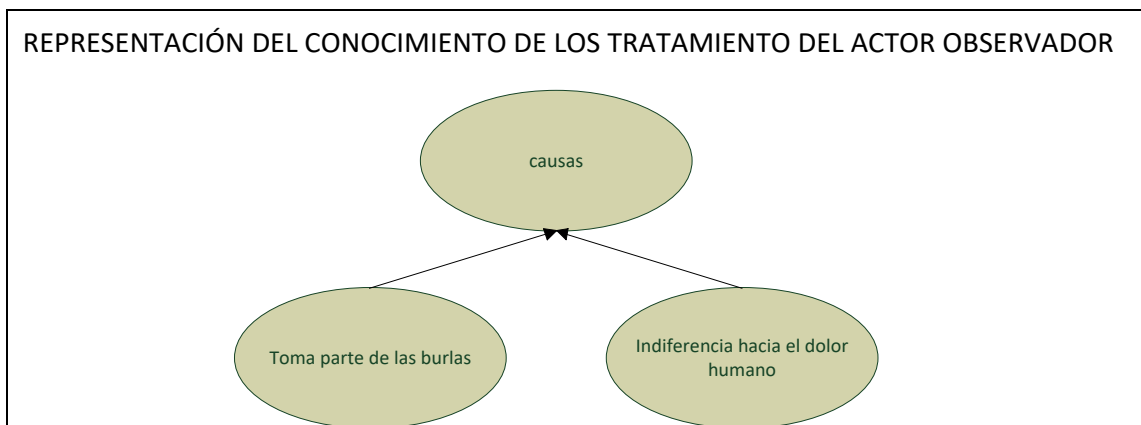 REPRESENTACIÓN DEL CONOCIMIENTO DE LOS TRATAMIENTO DEL ACTOR OBSERVADOR
causas
Toma parte de las burlas
Indiferencia hacia el dolor
humano